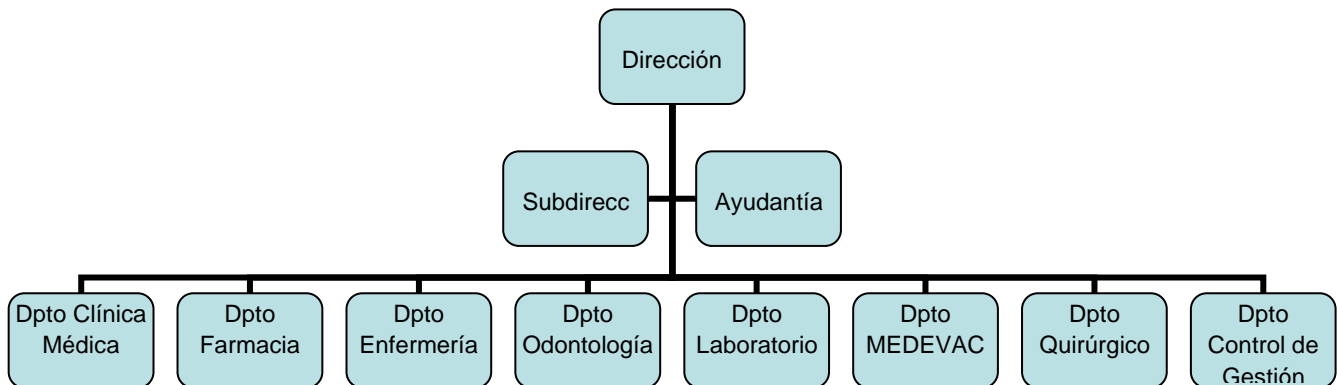 Dirección
Subdirecc
Ayudantía
Dpto Clínica
Médica
Dpto
Farmacia
Dpto
Enfermería
Dpto
Odontología
Dpto
Laboratorio
Dpto
MEDEVAC
Dpto
Quirúrgico
Dpto
Control de
Gestión